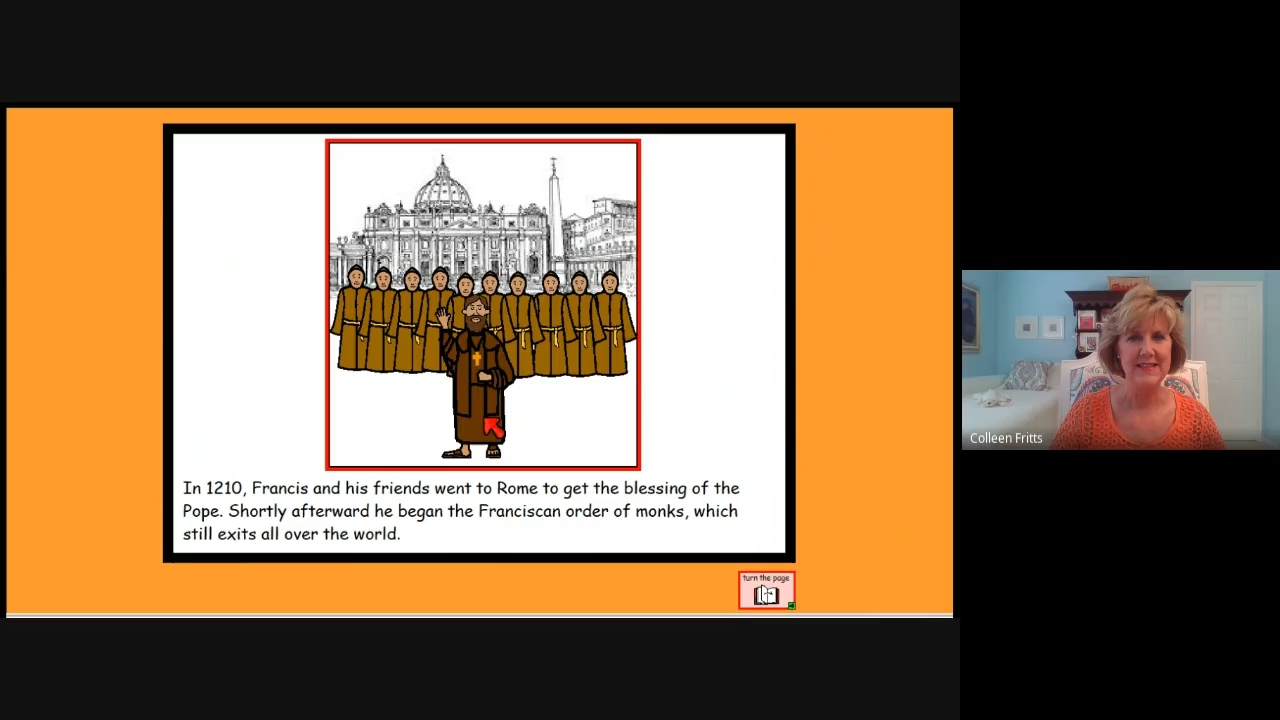 In 1210, Francis and his friends went to Rome to get the blessing of the
Pope. Shortly afterward he began the Franciscan order of monks, which
still exits all over the world.
turn the page
Colleen Fritts